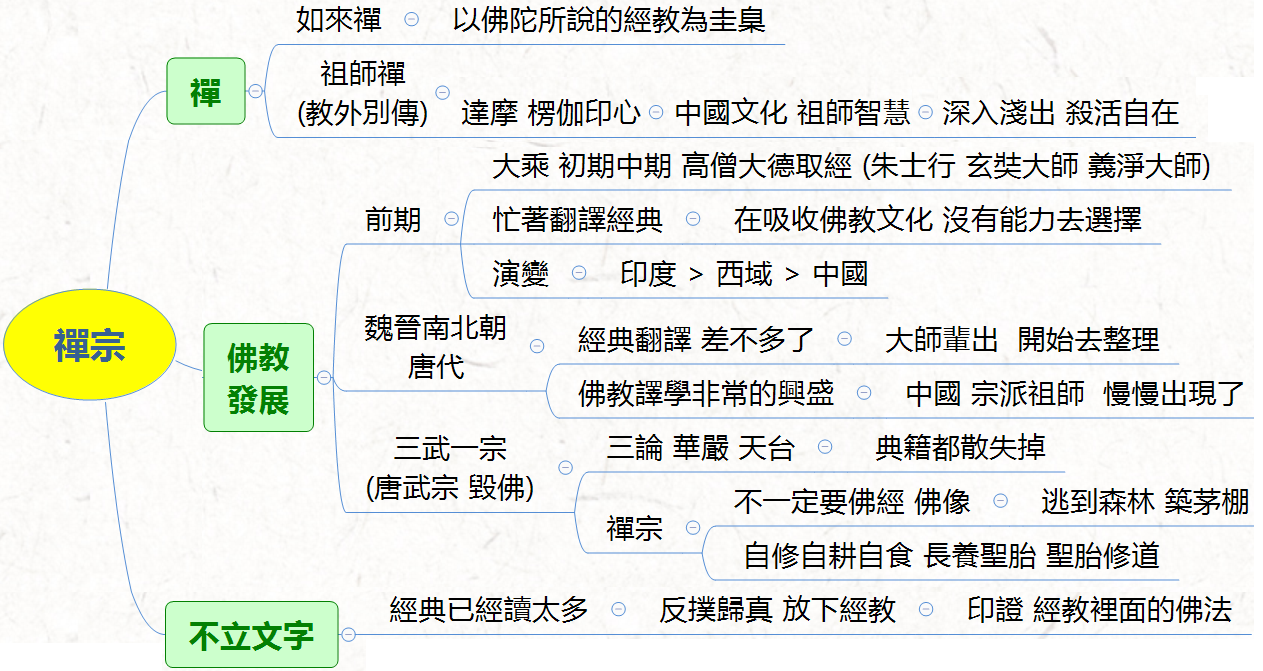 如來禪 以佛陀所說的經教為圭臬
禪
祖師禪
(教外別傳) 達摩 楞伽印心 中國文化 祖師智慧 深入淺出 殺活自在
大乘 初期中期 高僧大德取經 (朱士行 玄奘大師 義淨大師)
前期 忙著翻譯經典 在吸收佛教文化 沒有能力去選擇
演變 印度 > 西域 > 中國
禪宗
佛教
發展
魏晉南北朝
唐代
經典翻譯 差不多了 大師輩出 開始去整理
佛教譯學非常的興盛 中國 宗派祖師 慢慢出現了
三武一宗
(唐武宗 毀佛)
三論 華嚴 天台 典籍都散失掉
禪宗 不一定要佛經 佛像 逃到森林 築茅棚
自修自耕自食 長養聖胎 聖胎修道
不立文字 經典已經讀太多 反撲歸真 放下經教 印證 經教裡面的佛法